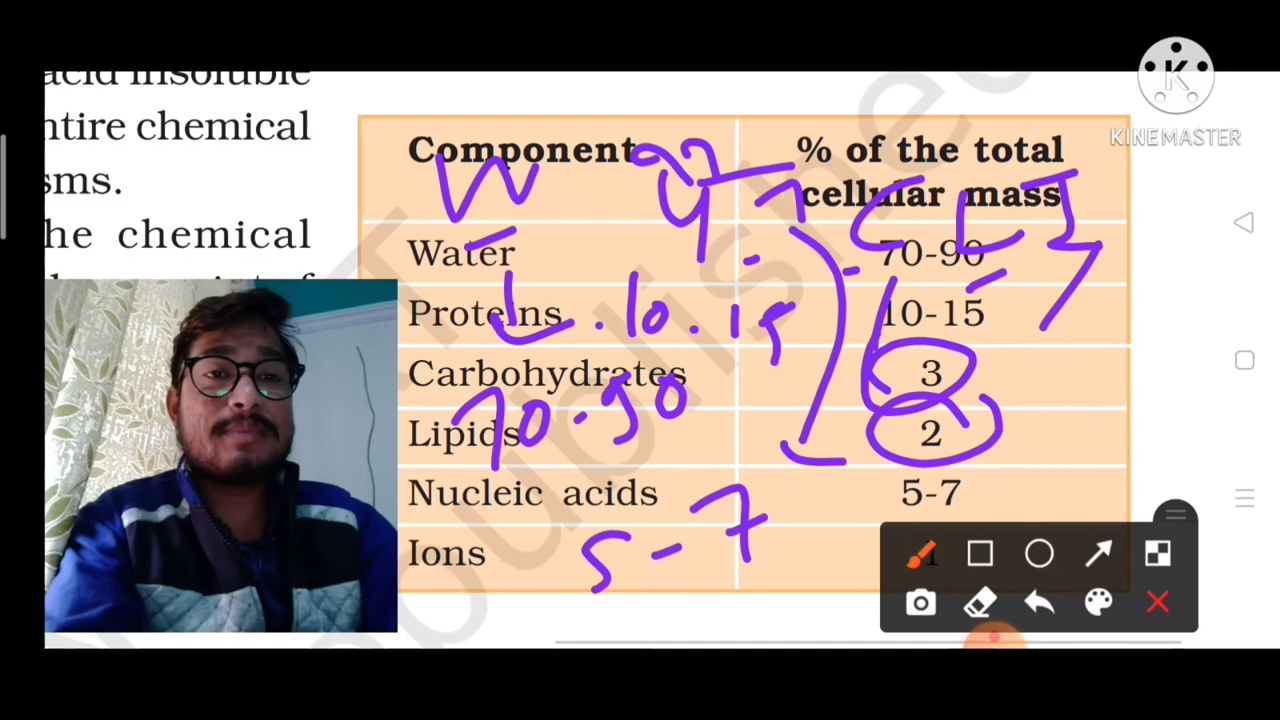 acid insoluble
ntire chemical
sms.
he chemical
KINEMASTER
Component % of the total
cellular mass
Water 70-90
Proteins 10-15
Carbohydrates 3
Lipids 2
Nucleic acids 5-7
Ions
W
10.15
70-90
5-7